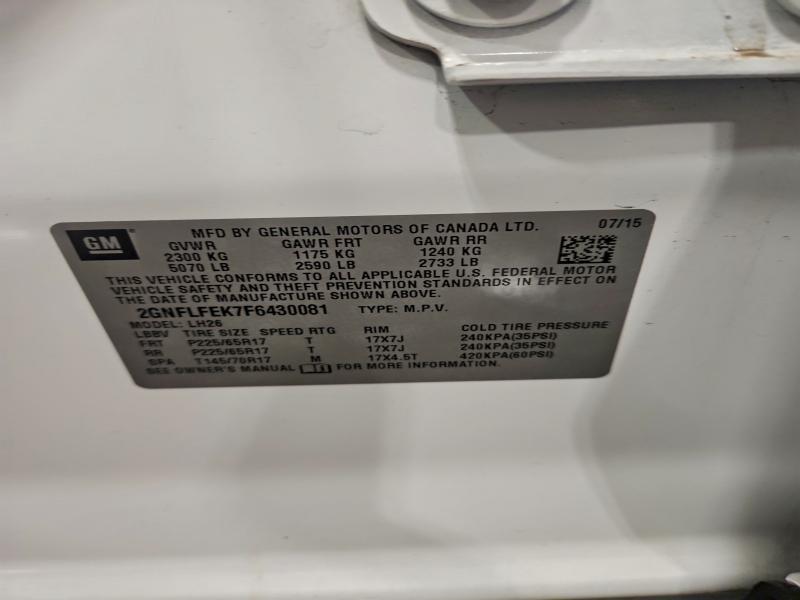 GM
MFD BY GENERAL MOTORS OF CANADA LTD. 07/15
GVWR GAWR FRT GAWR RR
2300 KG 1175 KG 1240 KG
5070 LB 2590 LB 2733 LB
THIS VEHICLE CONFORMS TO ALL APPLICABLE U.S. FEDERAL MOTOR
VEHICLE SAFETY AND THEFT PREVENTION STANDARDS IN EFFECT ON
THE DATE OF MANUFACTURE SHOWN ABOVE.
2GNFLFEK7F6430081 TYPE: M.P.V.
MODEL: LH26
LBBV TIRE SIZE SPEED RTG RIM COLD TIRE PRESSURE
FRT P225/65R17 T 17X7J 240KPA(35PSI)
RR P225/65R17 T 17X7J 240KPA(35PSI)
SPA T145/70R17 M 17X4.5T 420KPA(60PSI)
SEE OWNER'S MANUAL FOR MORE INFORMATION.